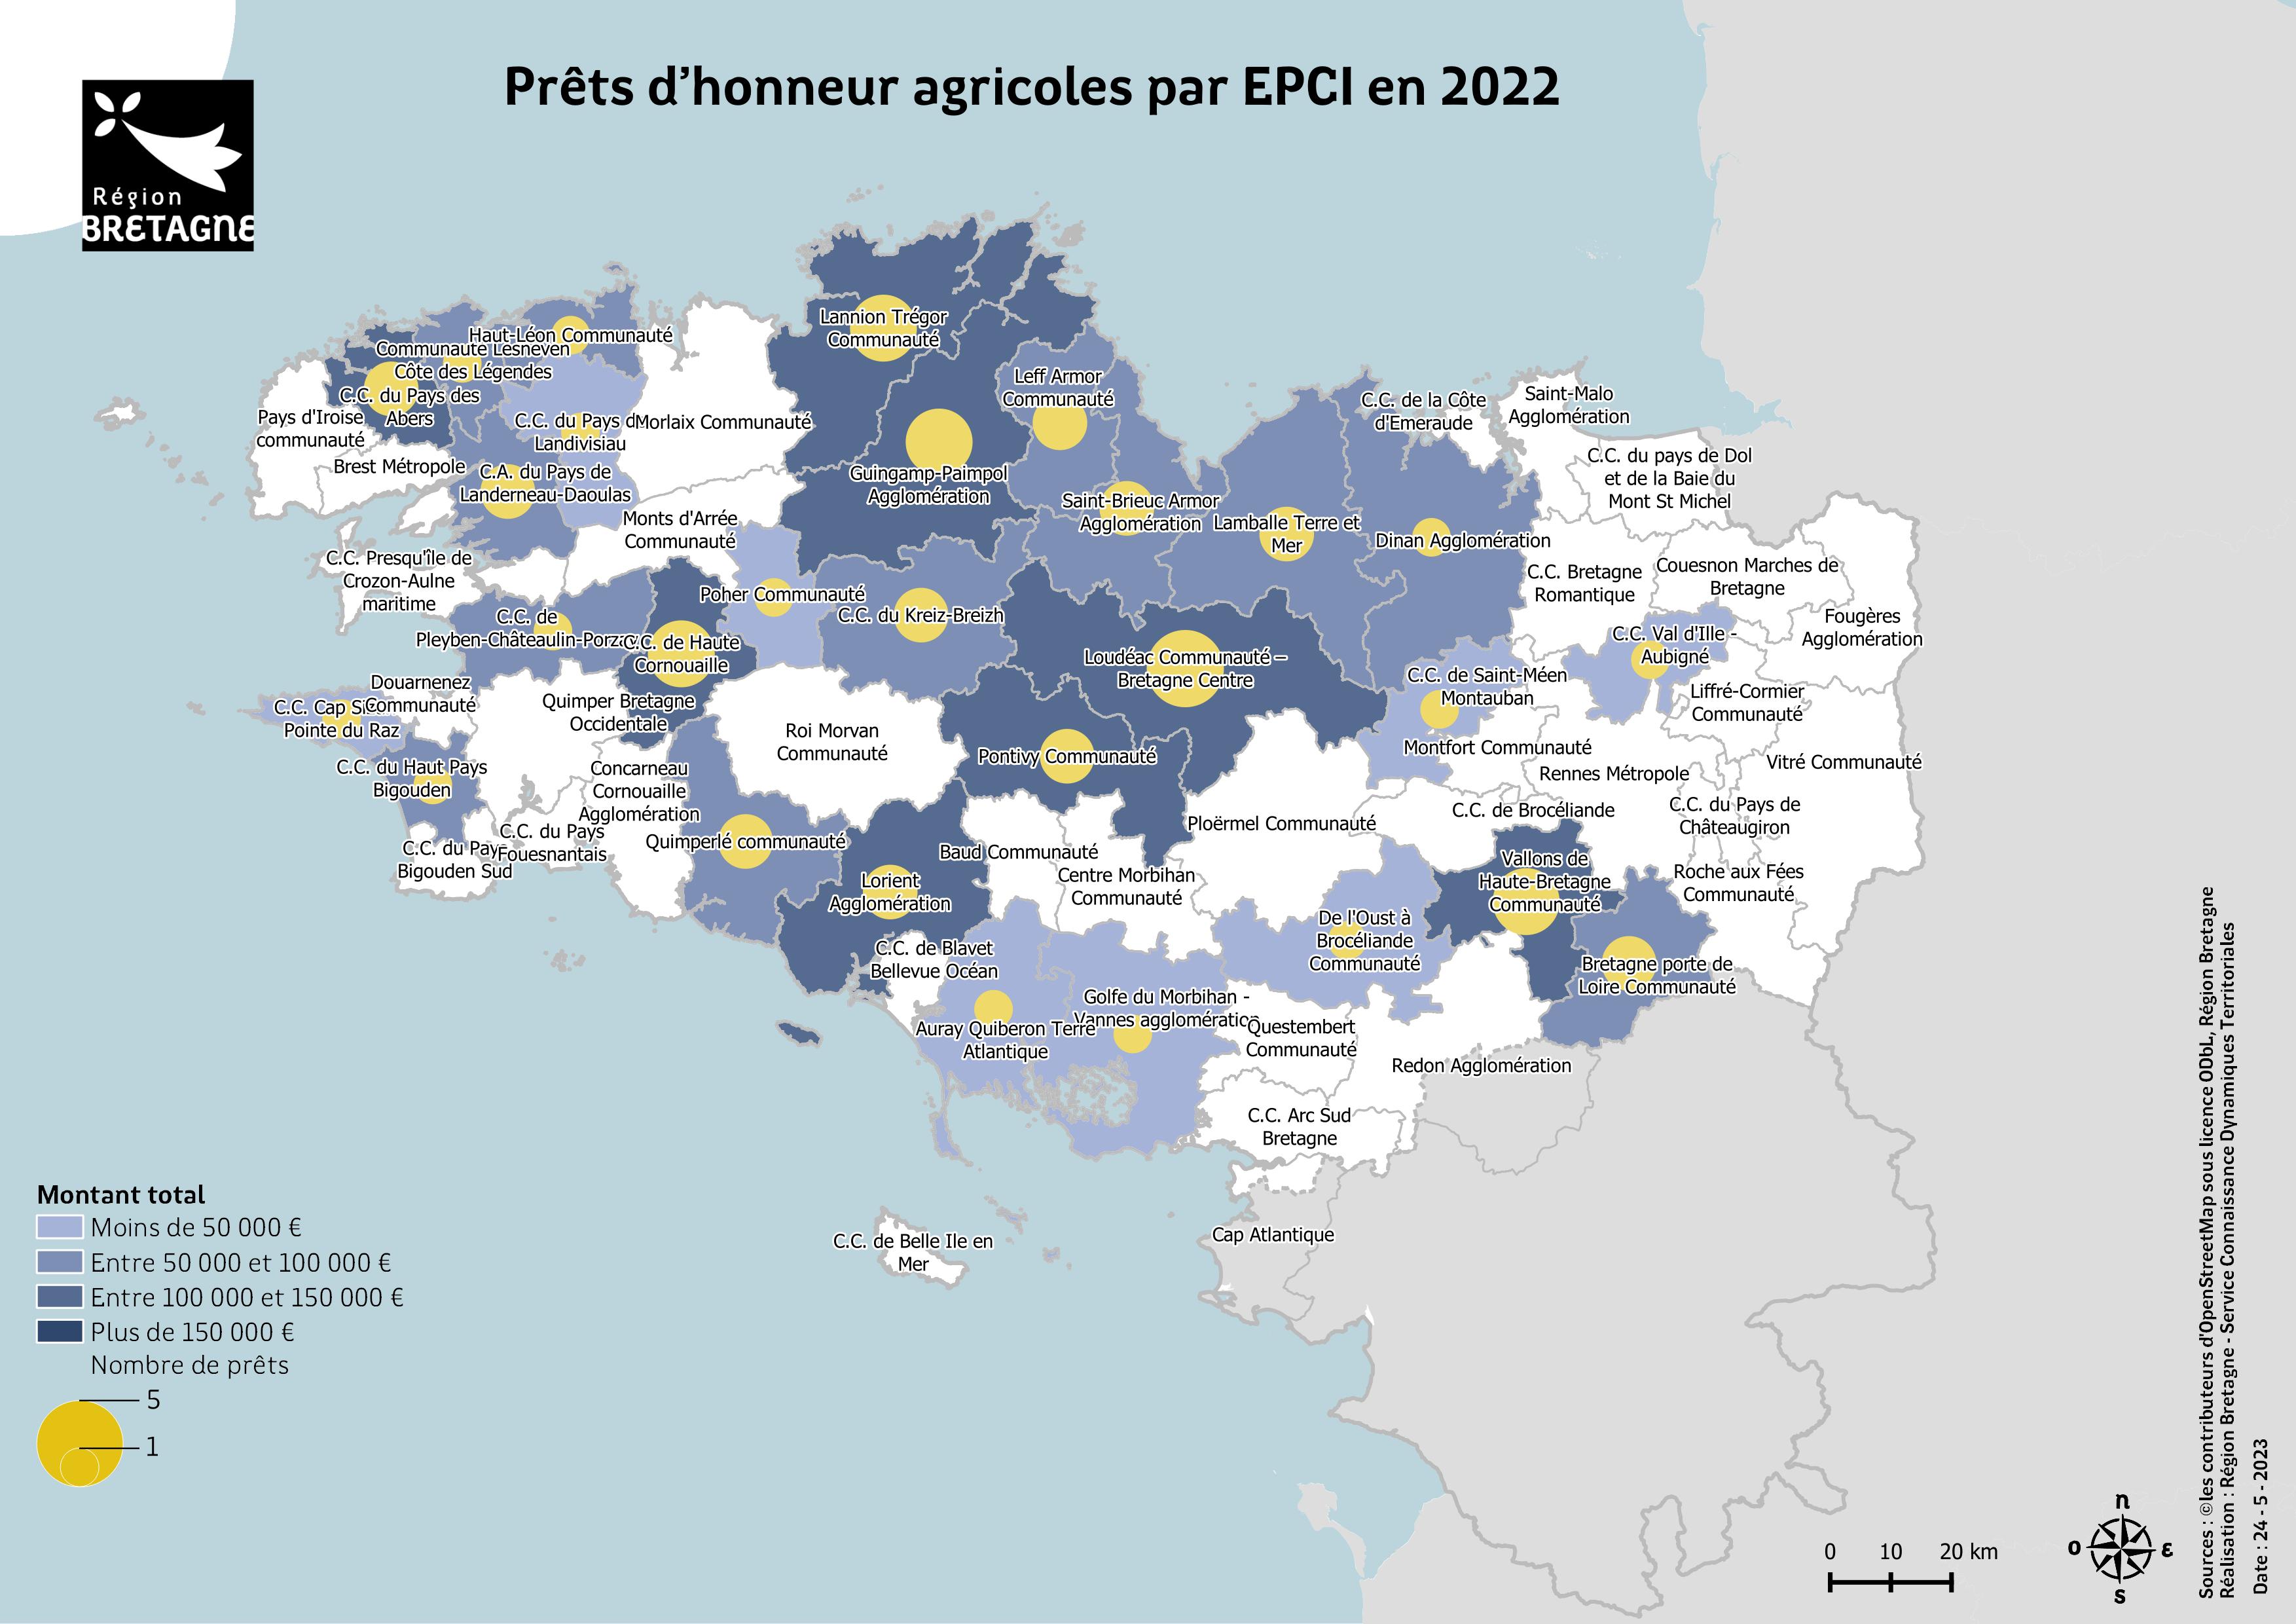 Prêts d'honneur agricoles par EPCI en 2022
Région
BRETAGNE
Lannion Trégor
Communauté
Haut-Léon Communauté
Communauté Lesneven
Côte des Légendes
C.C. du Pays des
Abers
Pays d'Iroise
communauté
C.C. du Pays d
Landivisiau
Morlaix Communauté
Brest Métropole
C.A. du Pays de
Landerneau-Daoulas
Guingamp-Paimpol
Agglomération
Leff Armor
Communauté
Saint-Brieuc Armor
Agglomération
Lamballe Terre et
Mer
Dinan Agglomération
C.C. de la Côte
d'Emeraude
Saint-Malo
Agglomération
C.C. du pays de Dol
et de la Baie du
Mont St Michel
Monts d'Arrée
Communauté
C.C. Presqu'île de
Crozon-Aulne
maritime
Poher Communauté
C.C. du Kreiz-Breizh
C.C. de
Pleyben-Châteaulin-Porzay
C.C. de Haute
Cornouaille
C.C. Bretagne
Romantique
Couesnon Marches de
Bretagne
Fougères
Agglomération
C.C. Val d'Ille -
Aubigné
Loudéac Communauté –
Bretagne Centre
C.C. de Saint-Méen
Montauban
Liffré-Cormier
Communauté
Douarnenez
Communauté
C.C. Cap Si
Pointe du Raz
Quimper Bretagne
Occidentale
Roi Morvan
Communauté
Pontivy Communauté
Montfort Communauté
Rennes Métropole
Vitré Communauté
C.C. du Haut Pays
Bigouden
Concarneau
Cornouaille
Agglomération
C.C. de Brocéliande
C.C. du Pays de
Châteaugiron
Ploërmel Communauté
C.C. du Pays
Fouesnantais
C.C. du Pays
Bigouden Sud
Quimperlé communauté
Baud Communauté
Centre Morbihan
Communauté
Lorient
Agglomération
Vallons de
Haute-Bretagne
Communauté
Roche aux Fées
Communauté
De l'Oust à
Brocéliande
Communauté
C.C. de Blavet
Bellevue Océan
Bretagne porte de
Loire Communauté
Golfe du Morbihan -
Vannes agglomération
Auray Quiberon Terre
Atlantique
Questembert
Communauté
Redon Agglomération
C.C. Arc Sud
Bretagne
C.C. de Belle Ile en
Mer
Cap Atlantique
Montant total
Moins de 50 000 €
Entre 50 000 et 100 000 €
Entre 100 000 et 150 000 €
Plus de 150 000 €
Nombre de prêts
5
1
0 10 20 km
n
o ε
s
Sources : ©les contributeurs d'OpenStreetMap sous licence ODbL, Région Bretagne
Réalisation : Région Bretagne - Service Connaissance Dynamiques Territoriales
Date : 24 - 5 - 2023